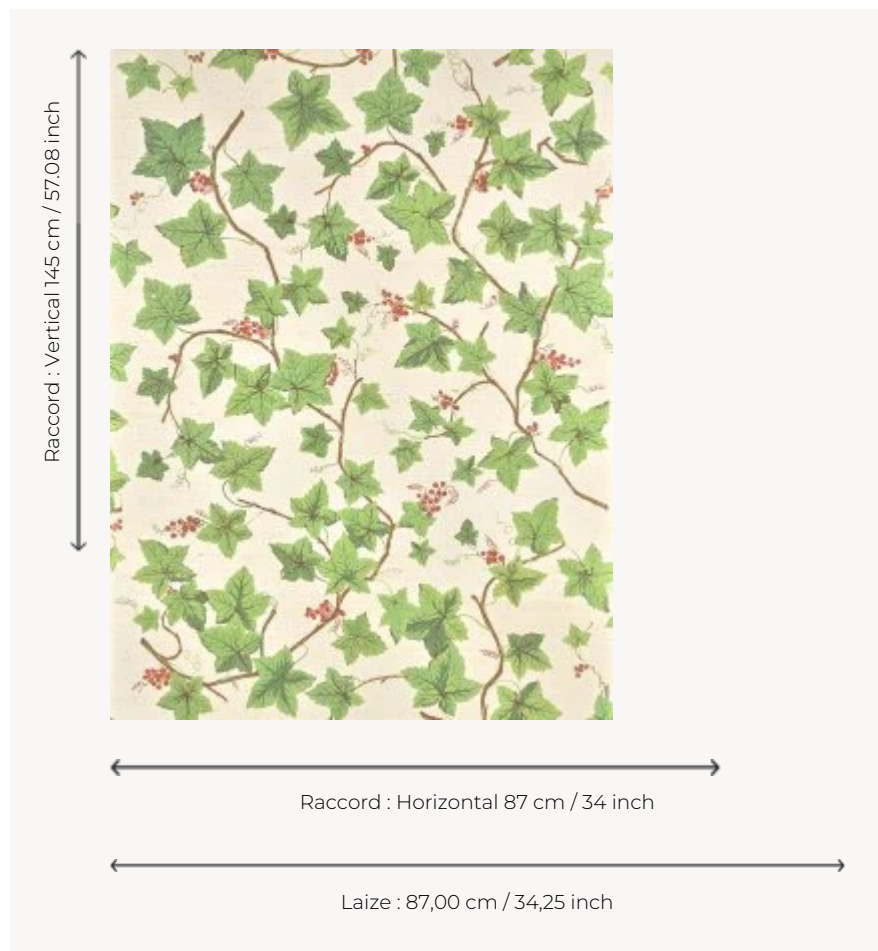 Raccord : Vertical 145 cm / 57.08 inch
Raccord : Horizontal 87 cm / 34 inch
Laize : 87,00 cm / 34,25 inch